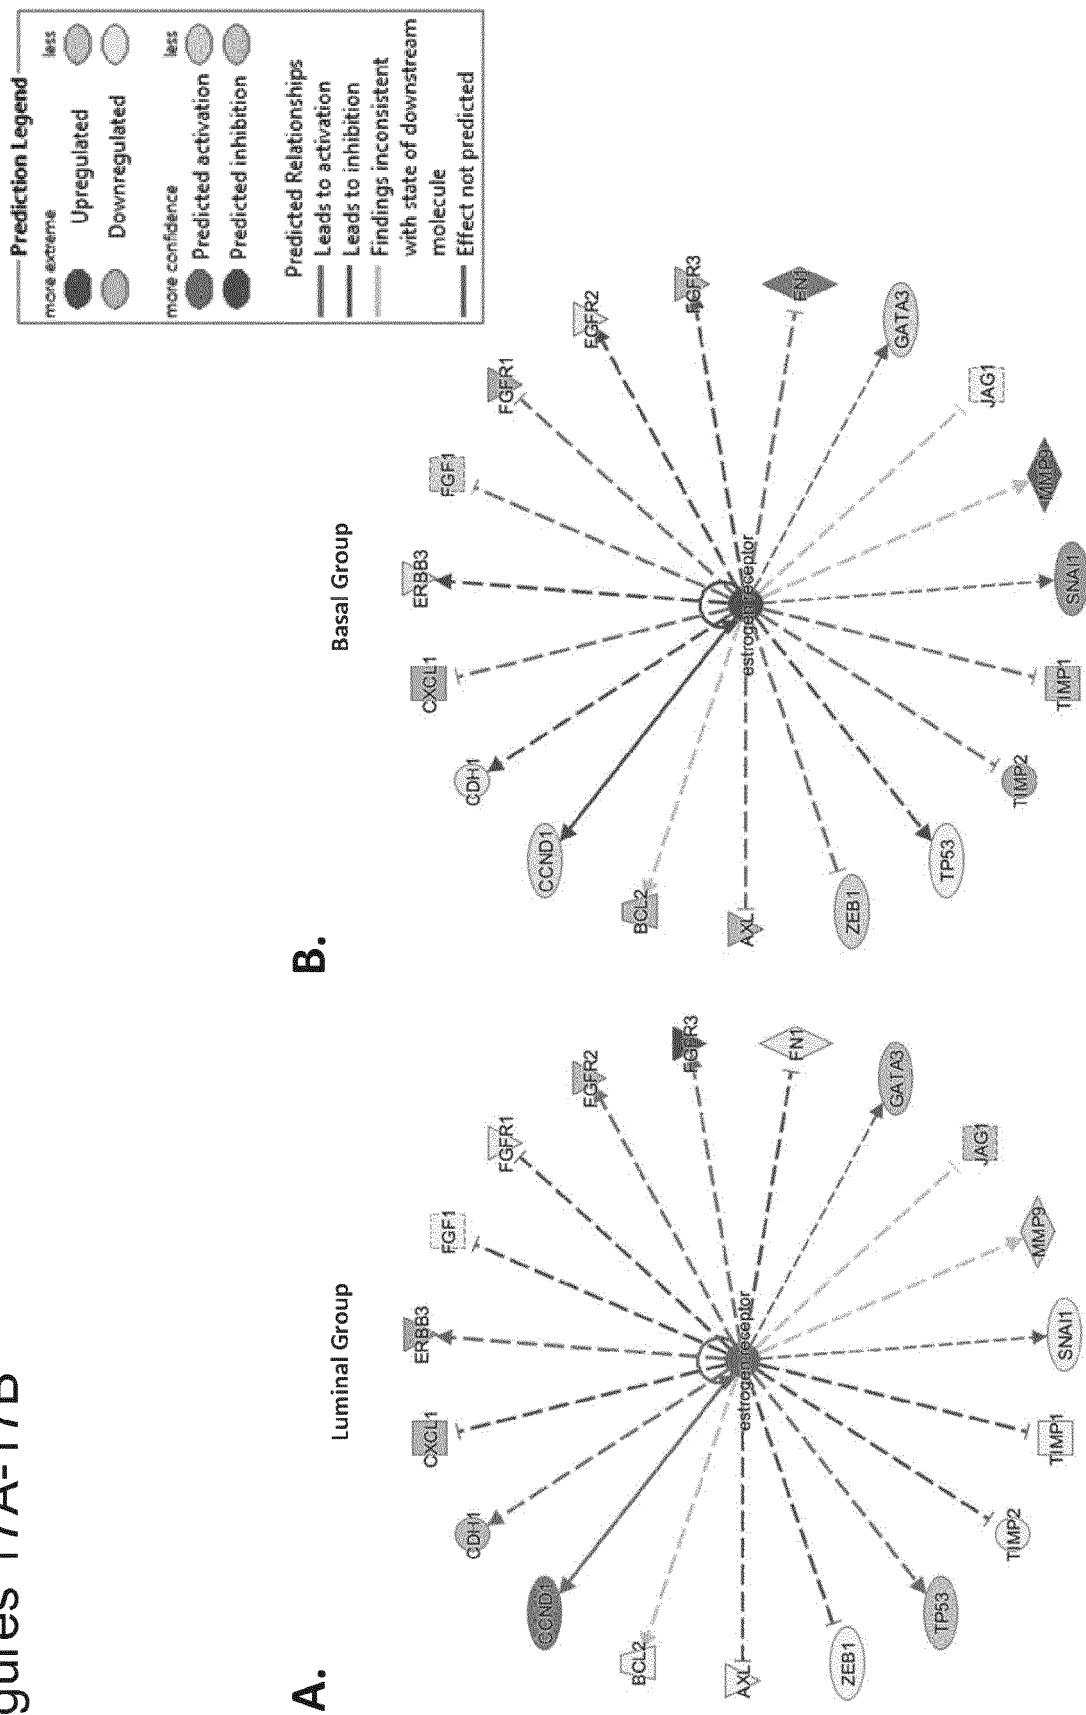 gures 17A-17B
A.
Luminal Group
CXCL1
ERBB3
FGF1
FGFR1
FGFR2
FGFR3
FN1
GATA3
JAG1
MMP9
SNAI1
TIMP1
TIMP2
TP53
ZEB1
AXL
BCL2
CCND1
CDH1
estrogen receptor
B.
Basal Group
CXCL1
ERBB3
FGF1
FGFR1
FGFR2
FGFR3
FN1
GATA3
JAG1
MMP9
SNAI1
TIMP1
TIMP2
TP53
ZEB1
AXL
BCL2
CCND1
CDH1
estrogen receptor
Prediction Legend
more extreme less
Upregulated
Downregulated
more confidence less
Predicted activation
Predicted inhibition
Predicted Relationships
Leads to activation
Leads to inhibition
Findings inconsistent
with state of downstream
molecule
Effect not predicted